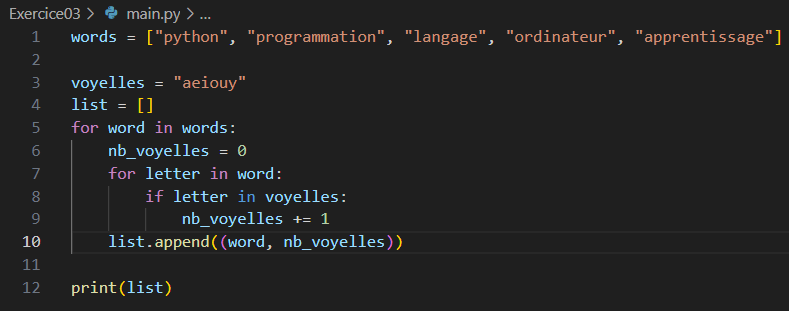 Exercice03 > main.py > ...
1 words = ["python", "programmation", "langage", "ordinateur", "apprentissage"]
2
3 voyelles = "aeiouy"
4 list = []
5 for word in words:
6     nb_voyelles = 0
7     for letter in word:
8         if letter in voyelles:
9             nb_voyelles += 1
10     list.append((word, nb_voyelles))
11
12 print(list)